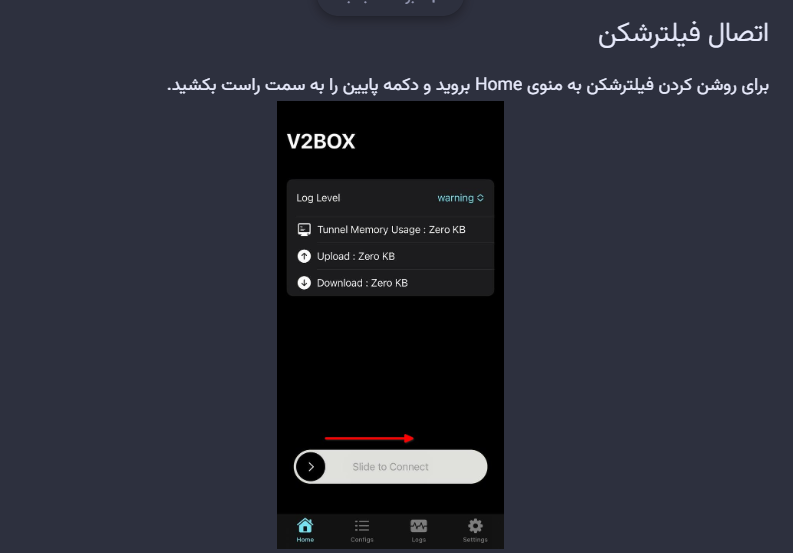 اتصال فیلترشکن
برای روشن کردن فیلترشکن به منوی Home بروید و دکمه پایین را به سمت راست بکشید.
V2BOX
Log Level
warning
Tunnel Memory Usage : Zero KB
Upload : Zero KB
Download : Zero KB
Slide to Connect
Home
Configs
Logs
Settings